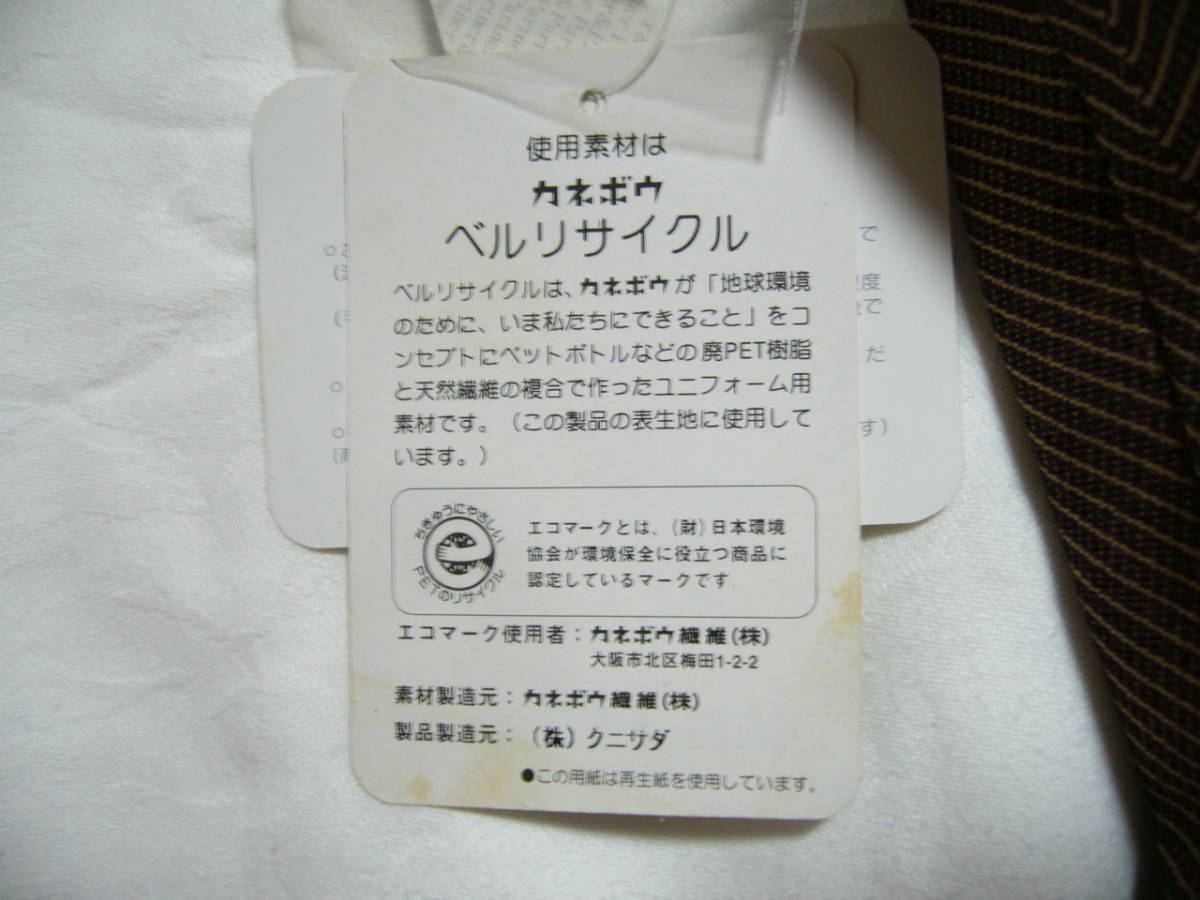 使用素材は
カネボウ
ベルリサイクル
ベルリサイクルは、カネボウが「地球環境
のために、いま私たちにできること」をコ
ンセプトにペットボトルなどの廃PET樹脂
と天然繊維の複合で作ったユニフォーム用
素材です。（この製品の表生地に使用して
います。）
ちきゅうにやさしい
PETのリサイクル
エコマークとは、(財)日本環境
協会が環境保全に役立つ商品に
認定しているマークです
エコマーク使用者：カネボウ繊維(株)
大阪市北区梅田1-2-2
素材製造元：カネボウ繊維(株)
製品製造元：(株)クニサダ
●この用紙は再生紙を使用しています。
で
度
で
だ
す)